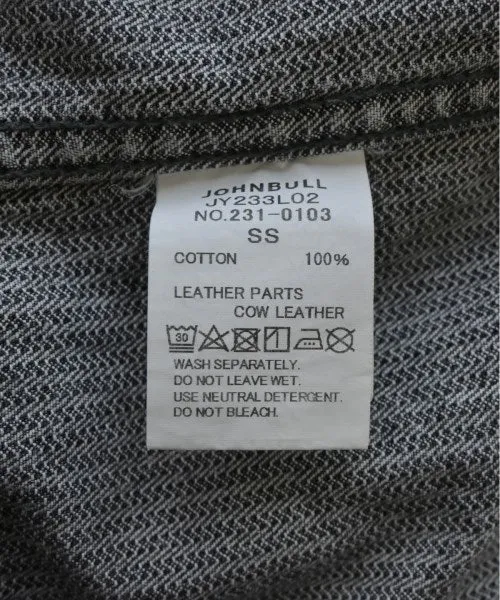 JOHNBULL
JY233L02
NO.231-0103
SS
COTTON 100%
LEATHER PARTS
COW LEATHER
30
WASH SEPARATELY.
DO NOT LEAVE WET.
USE NEUTRAL DETERGENT.
DO NOT BLEACH.